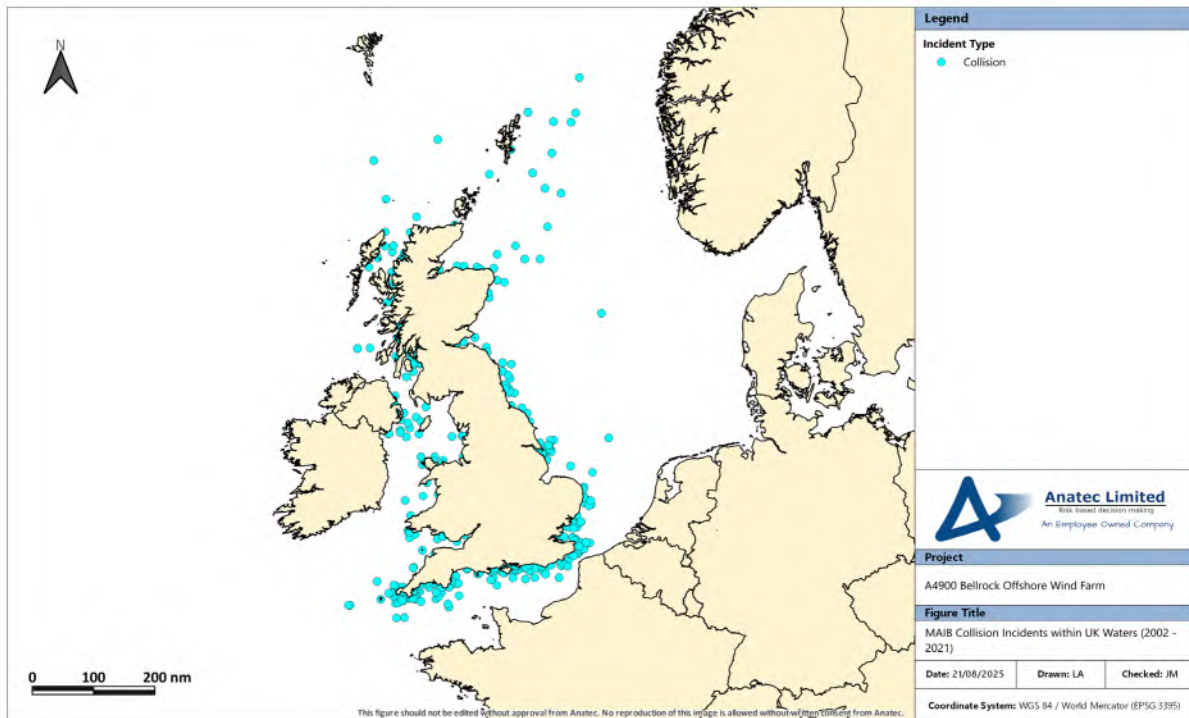 N
0 100 200 nm
This figure should not be edited without approval from Anatec. No reproduction of this image is allowed without written consent from Anatec.
Legend
Incident Type
Collision
Anatec Limited
Risk based decision making
An Employee Owned Company
Project
A4900 Bellrock Offshore Wind Farm
Figure Title
MAIB Collision Incidents within UK Waters (2002 -
2021)
Date: 21/08/2025 Drawn: LA Checked: JM
Coordinate System: WGS 84 / World Mercator (EPSG:3395)